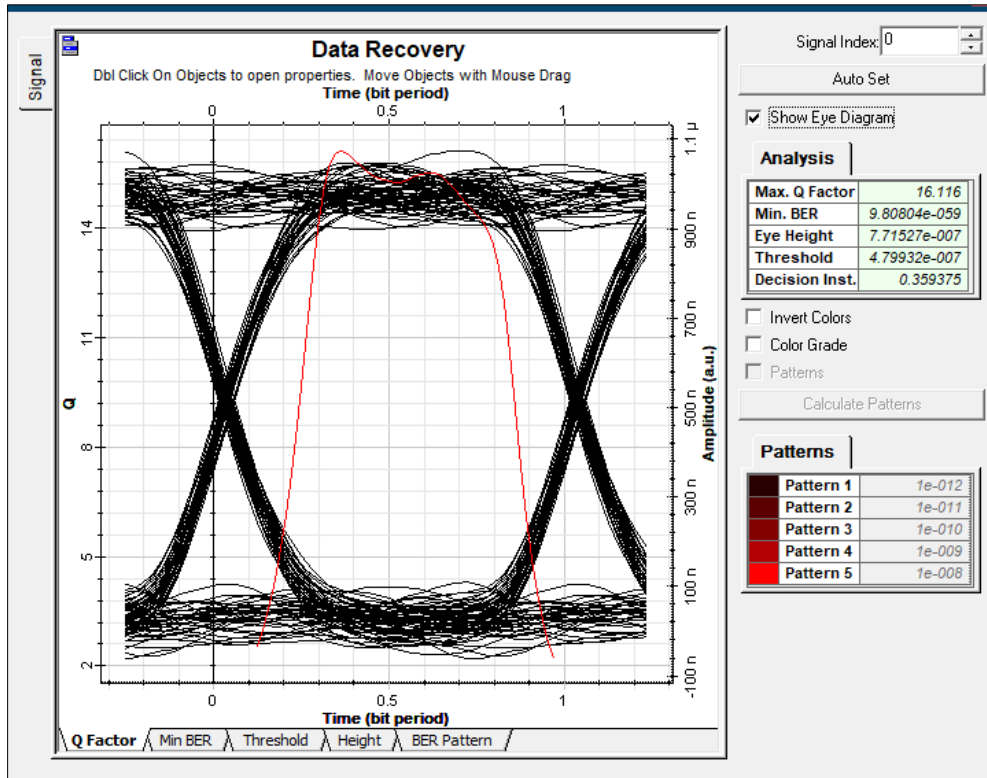 Signal
Data Recovery
Dbl Click On Objects to open properties. Move Objects with Mouse Drag
Time (bit period)
0 0.5 1
14
11
8
5
2
Q
1.1 µ
900 n
700 n
500 n
300 n
100 n
-100 n
Amplitude (a.u.)
0 0.5 1
Time (bit period)
Q Factor Min BER Threshold Height BER Pattern
Signal Index: 0
Auto Set
Show Eye Diagram
Analysis
Max. Q Factor 16.116
Min. BER 9.80804e-059
Eye Height 7.71527e-007
Threshold 4.79932e-007
Decision Inst. 0.359375
Invert Colors
Color Grade
Patterns
Calculate Patterns
Patterns
Pattern 1 1e-012
Pattern 2 1e-011
Pattern 3 1e-010
Pattern 4 1e-009
Pattern 5 1e-008